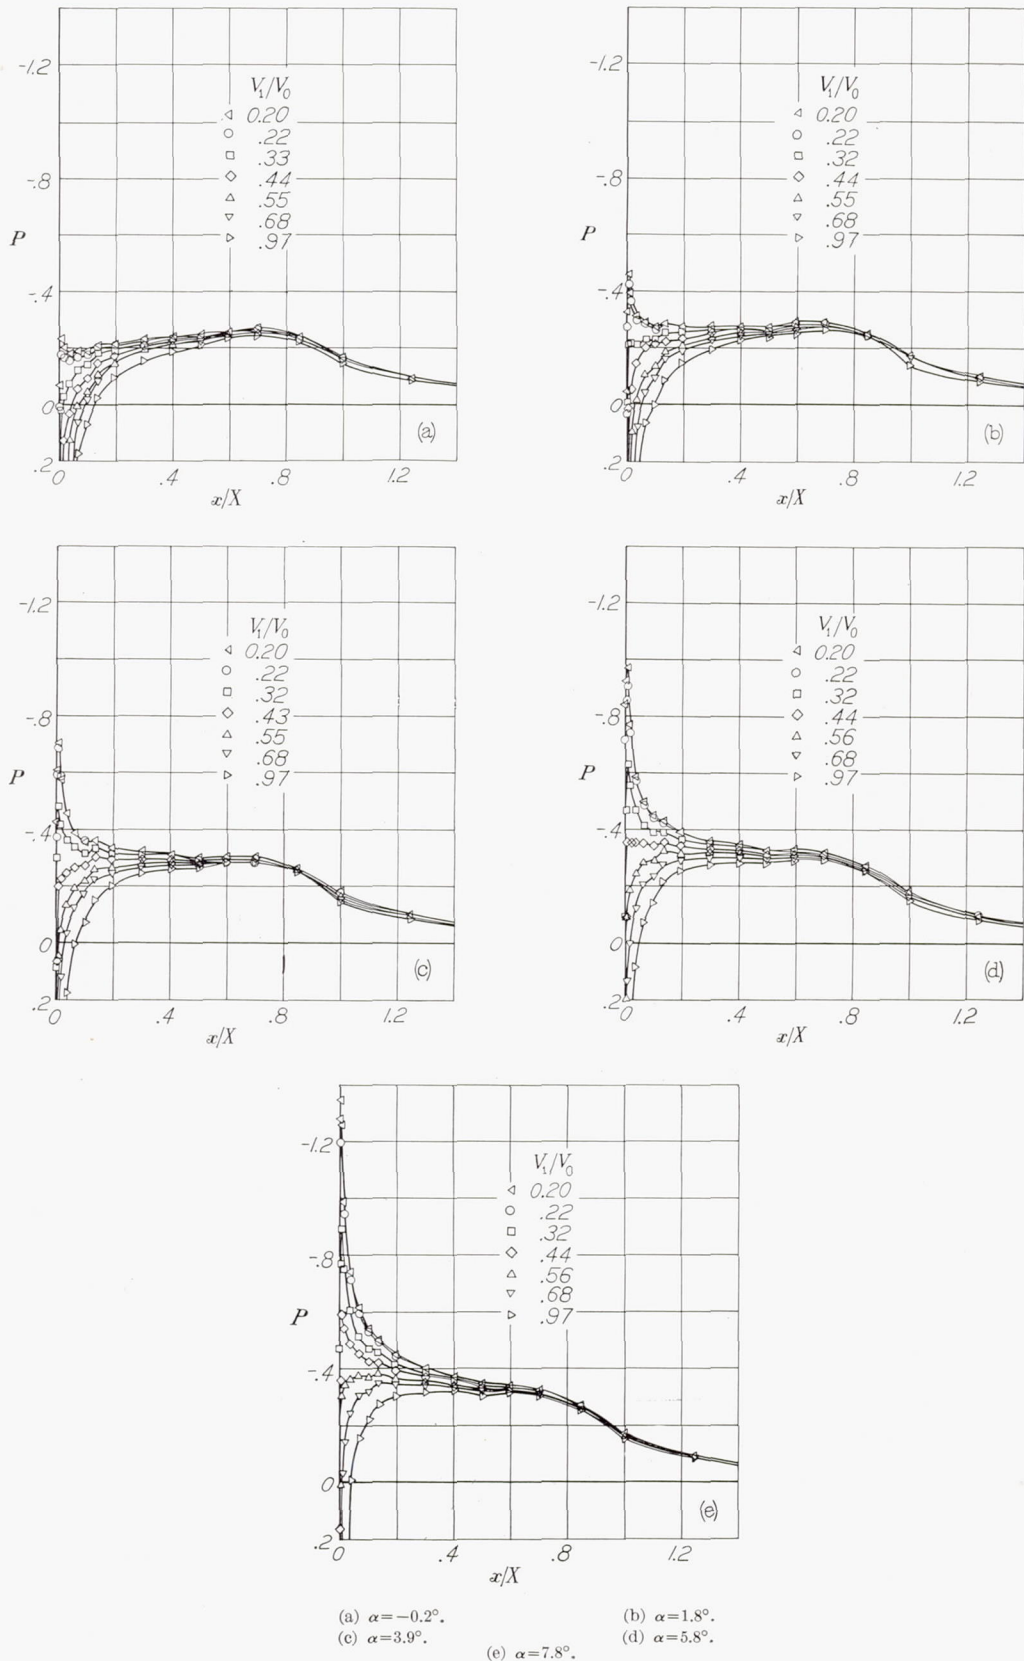 -1.2
-.8
P
-.4
0
.2
0 .4 .8 1.2
x/X
V₁/V₀
0.20
.22
.33
.44
.55
.68
.97
(a)
-1.2
-.8
P
-.4
0
.2
0 .4 .8 1.2
x/X
V₁/V₀
0.20
.22
.32
.44
.55
.68
.97
(b)
-1.2
-.8
P
-.4
0
.2
0 .4 .8 1.2
x/X
V₁/V₀
0.20
.22
.32
.43
.55
.68
.97
(c)
-1.2
-.8
P
-.4
0
.2
0 .4 .8 1.2
x/X
V₁/V₀
0.20
.22
.32
.44
.56
.68
.97
(d)
-1.2
-.8
P
-.4
0
.2
0 .4 .8 1.2
x/X
V₁/V₀
0.20
.22
.32
.44
.56
.68
.97
(e)
(a) α=−0.2°. (b) α=1.8°.
(c) α=3.9°. (d) α=5.8°.
(e) α=7.8°.